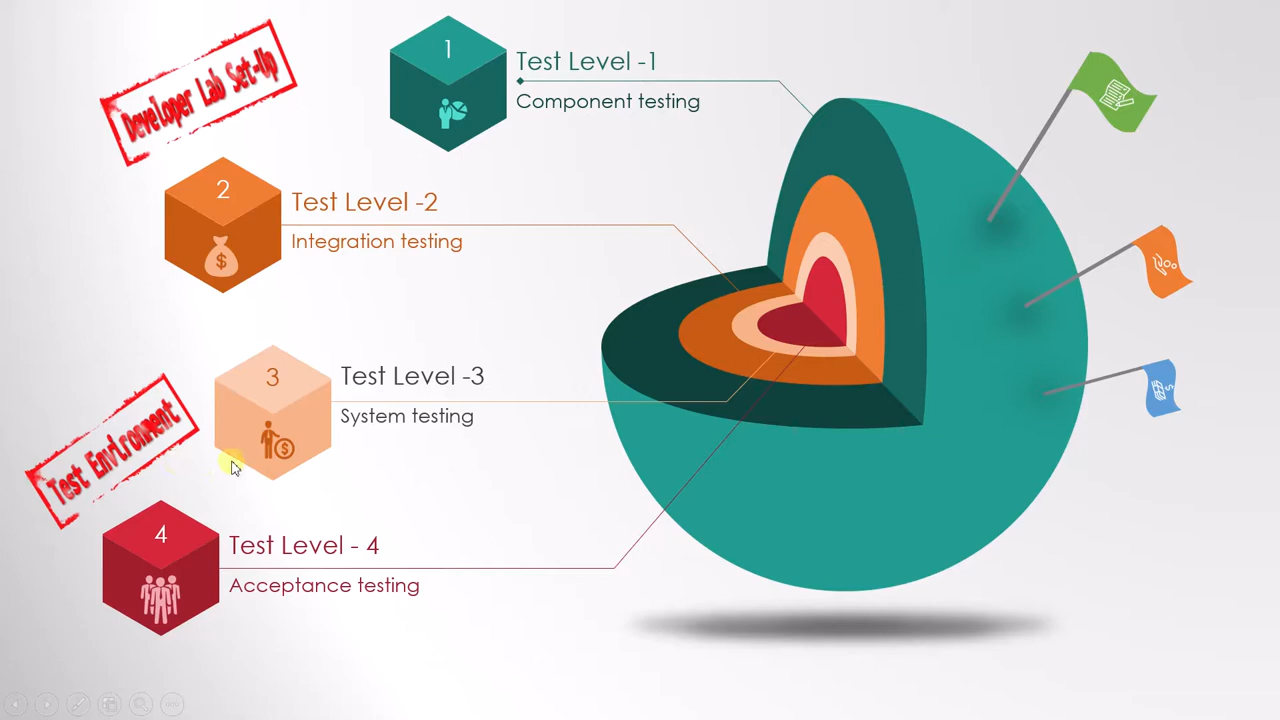 Developer Lab Set-Up
1
Test Level -1
Component testing
2
Test Level -2
Integration testing
$
3
Test Level -3
System testing
$
Test Environment
4
Test Level - 4
Acceptance testing